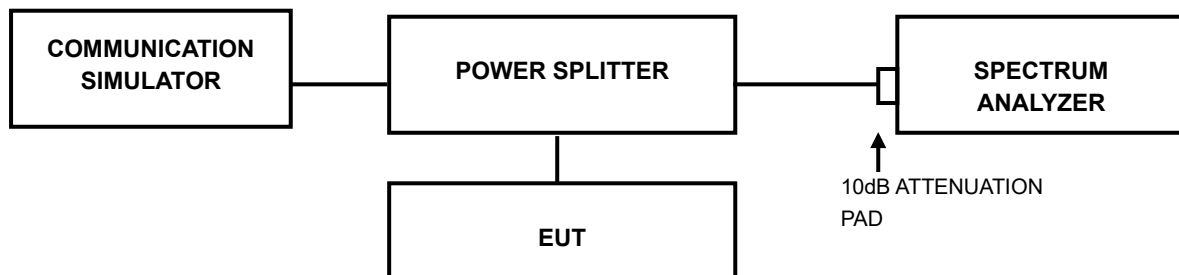 COMMUNICATION
SIMULATOR
POWER SPLITTER
SPECTRUM
ANALYZER
10dB ATTENUATION
PAD
EUT